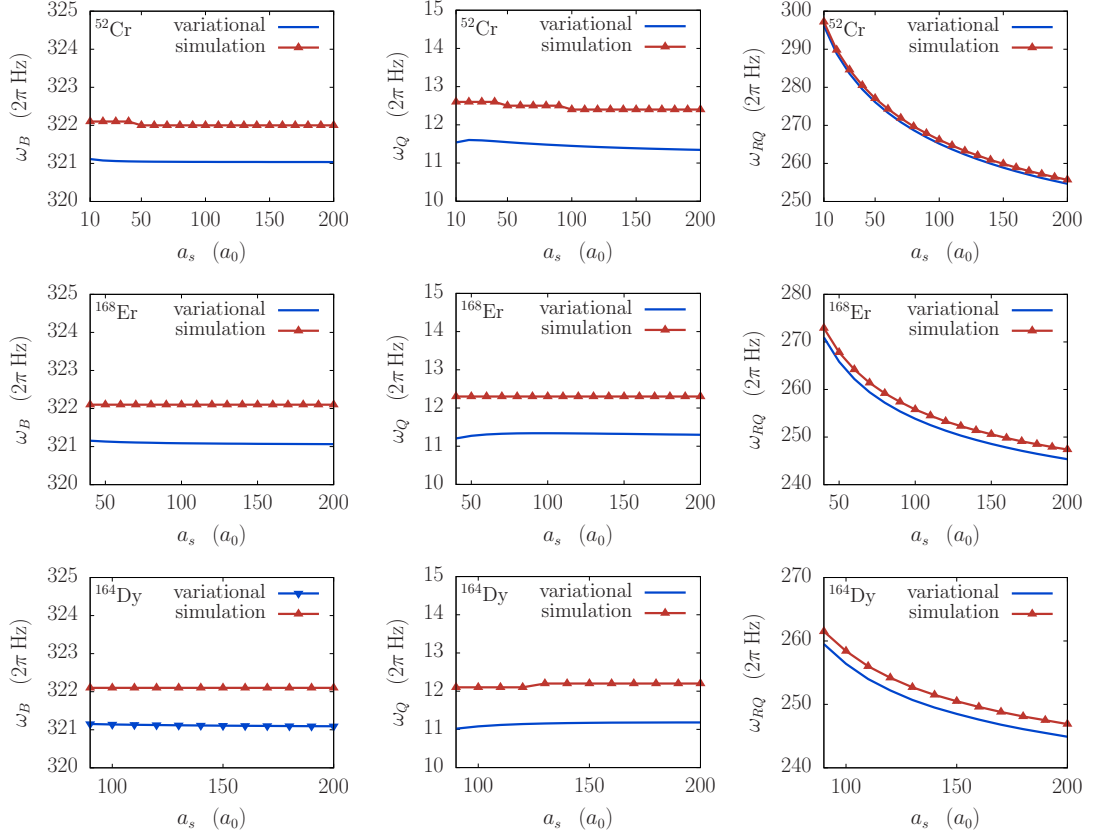 325
324
323
322
321
320
10 50 100 150 200
ω_B (2π Hz)
a_s (a_0)
⁵²Cr
variational
simulation
15
14
13
12
11
10
10 50 100 150 200
ω_Q (2π Hz)
a_s (a_0)
⁵²Cr
variational
simulation
300
290
280
270
260
250
10 50 100 150 200
ω_RQ (2π Hz)
a_s (a_0)
⁵²Cr
variational
simulation
325
324
323
322
321
320
50 100 150 200
ω_B (2π Hz)
a_s (a_0)
¹⁶⁸Er
variational
simulation
15
14
13
12
11
10
50 100 150 200
ω_Q (2π Hz)
a_s (a_0)
¹⁶⁸Er
variational
simulation
280
270
260
250
240
50 100 150 200
ω_RQ (2π Hz)
a_s (a_0)
¹⁶⁸Er
variational
simulation
325
324
323
322
321
320
100 150 200
ω_B (2π Hz)
a_s (a_0)
¹⁶⁴Dy
variational
simulation
15
14
13
12
11
10
100 150 200
ω_Q (2π Hz)
a_s (a_0)
¹⁶⁴Dy
variational
simulation
270
260
250
240
100 150 200
ω_RQ (2π Hz)
a_s (a_0)
¹⁶⁴Dy
variational
simulation